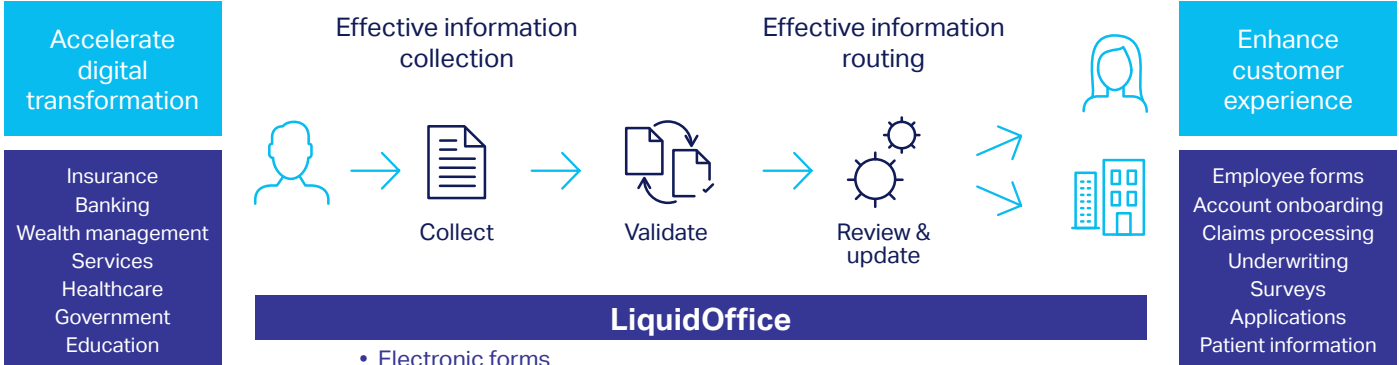 Accelerate
digital
transformation
Insurance
Banking
Wealth management
Services
Healthcare
Government
Education
Effective information
collection
Effective information
routing
Collect
Validate
Review &
update
LiquidOffice
• Electronic forms
Enhance
customer
experience
Employee forms
Account onboarding
Claims processing
Underwriting
Surveys
Applications
Patient information